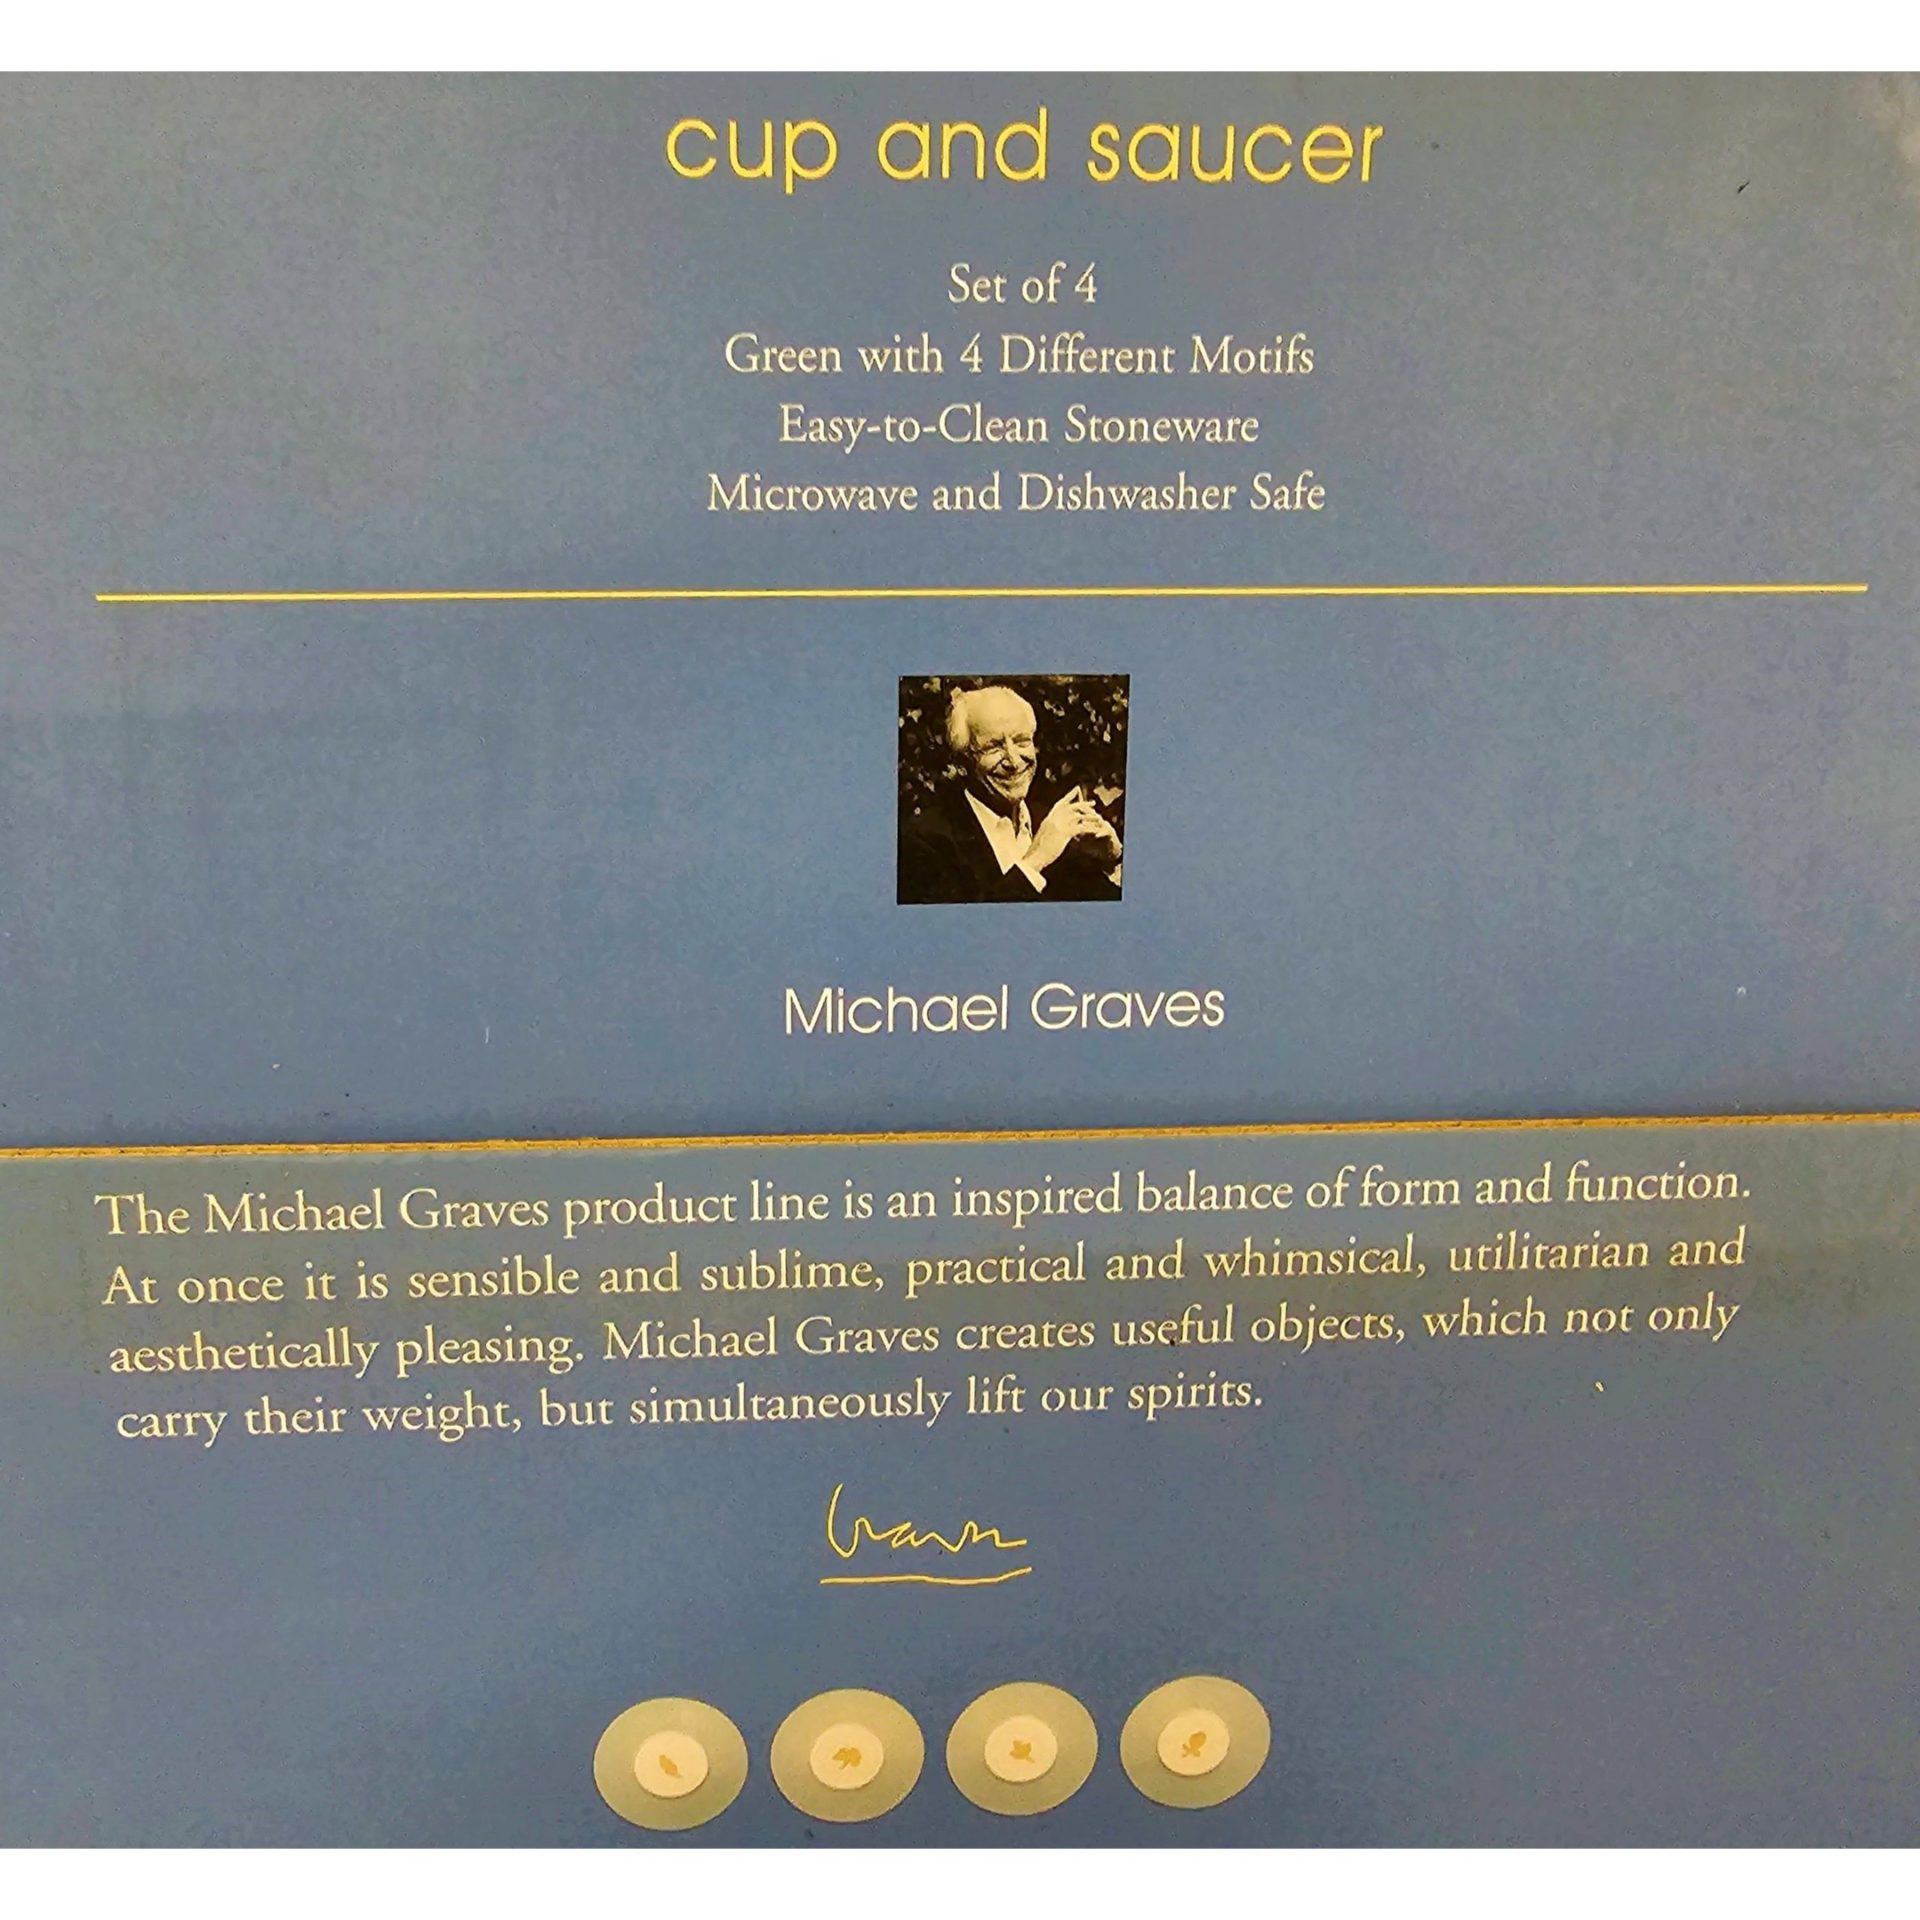 cup and saucer
Set of 4
Green with 4 Different Motifs
Easy-to-Clean Stoneware
Microwave and Dishwasher Safe
Michael Graves
The Michael Graves product line is an inspired balance of form and function.
At once it is sensible and sublime, practical and whimsical, utilitarian and
aesthetically pleasing. Michael Graves creates useful objects, which not only
carry their weight, but simultaneously lift our spirits.
Graves